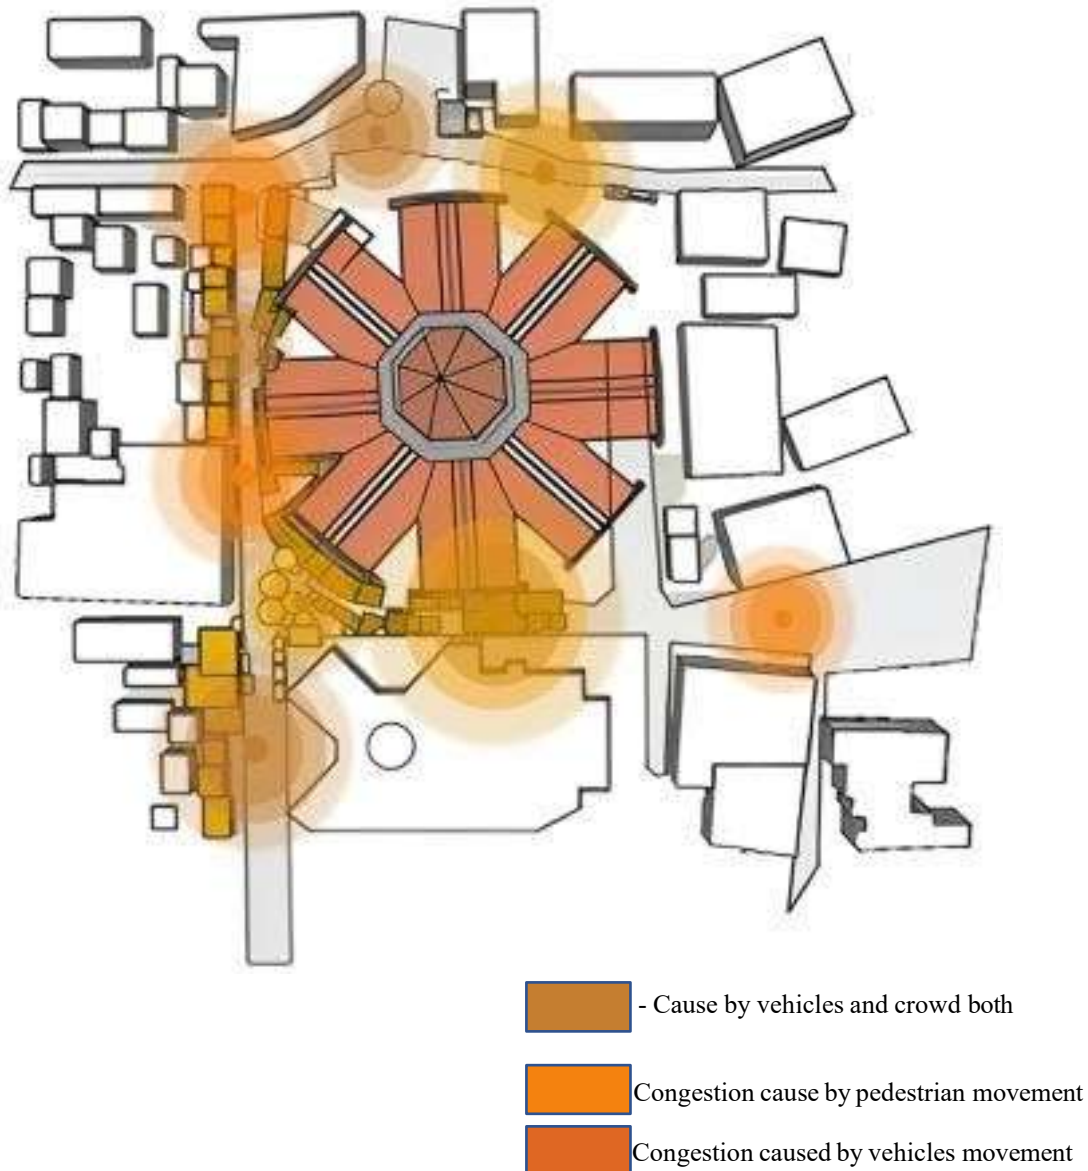 - Cause by vehicles and crowd both
Congestion cause by pedestrian movement
Congestion caused by vehicles movement